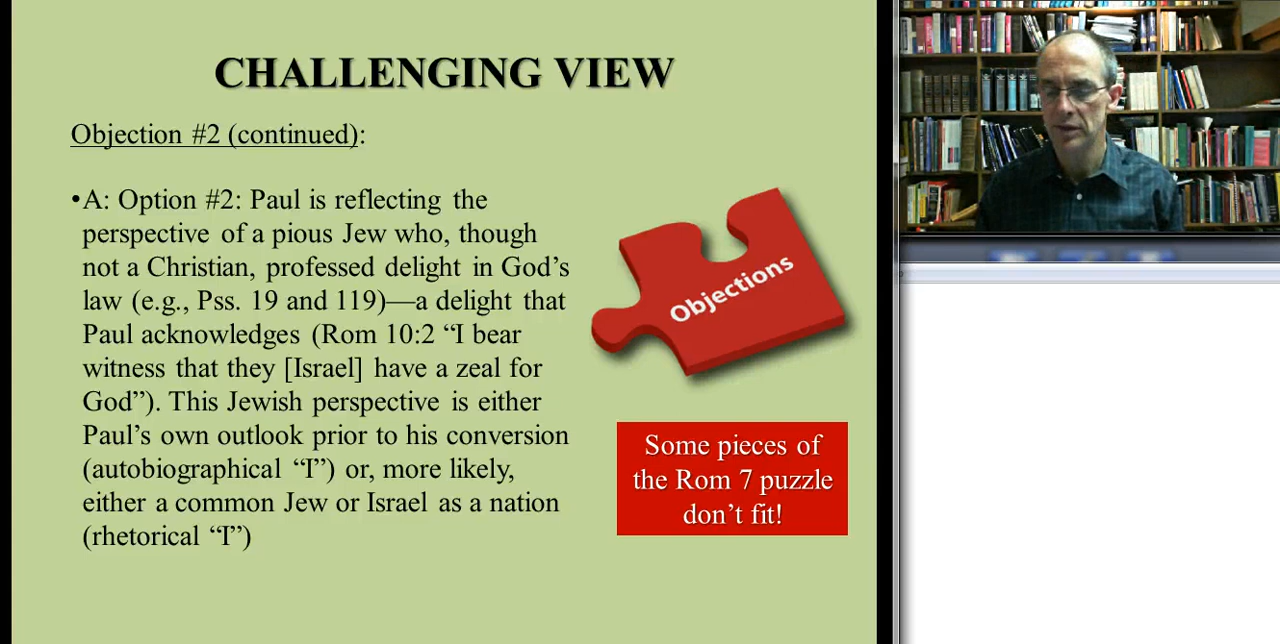 CHALLENGING VIEW
Objection #2 (continued):
•A: Option #2: Paul is reflecting the
perspective of a pious Jew who, though
not a Christian, professed delight in God’s
law (e.g., Pss. 19 and 119)—a delight that
Paul acknowledges (Rom 10:2 “I bear
witness that they [Israel] have a zeal for
God”). This Jewish perspective is either
Paul’s own outlook prior to his conversion
(autobiographical “I”) or, more likely,
either a common Jew or Israel as a nation
(rhetorical “I”)
Objections
Some pieces of
the Rom 7 puzzle
don’t fit!